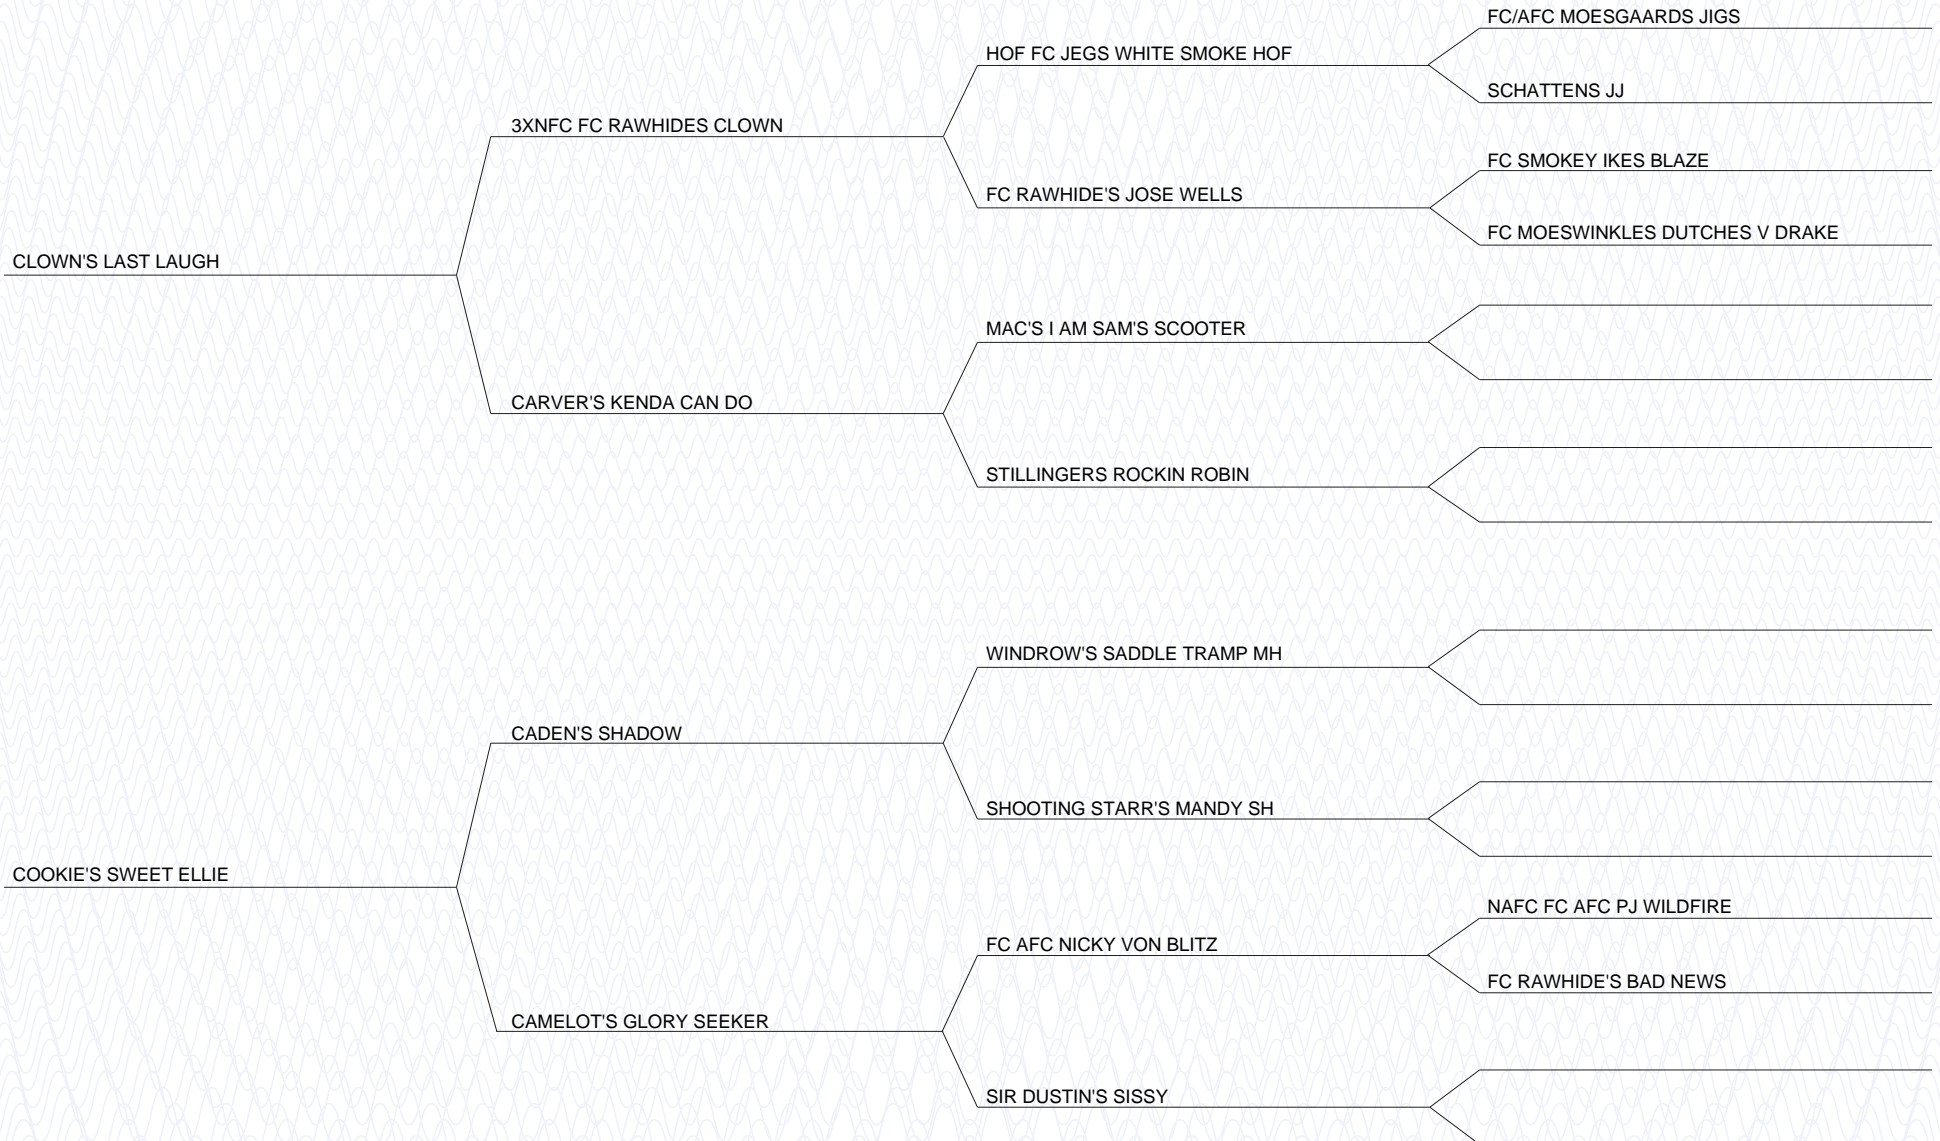 FC/AFC MOESGAARDS JIGS
HOF FC JEGS WHITE SMOKE HOF
SCHATTENS JJ
3XNFC FC RAWHIDES CLOWN
FC SMOKEY IKES BLAZE
FC RAWHIDE'S JOSE WELLS
FC MOESWINKLES DUTCHES V DRAKE
CLOWN'S LAST LAUGH
MAC'S I AM SAM'S SCOOTER
CARVER'S KENDA CAN DO
STILLINGERS ROCKIN ROBIN
WINDROW'S SADDLE TRAMP MH
CADEN'S SHADOW
SHOOTING STARR'S MANDY SH
COOKIE'S SWEET ELLIE
NAFC FC AFC PJ WILDFIRE
FC AFC NICKY VON BLITZ
FC RAWHIDE'S BAD NEWS
CAMELOT'S GLORY SEEKER
SIR DUSTIN'S SISSY